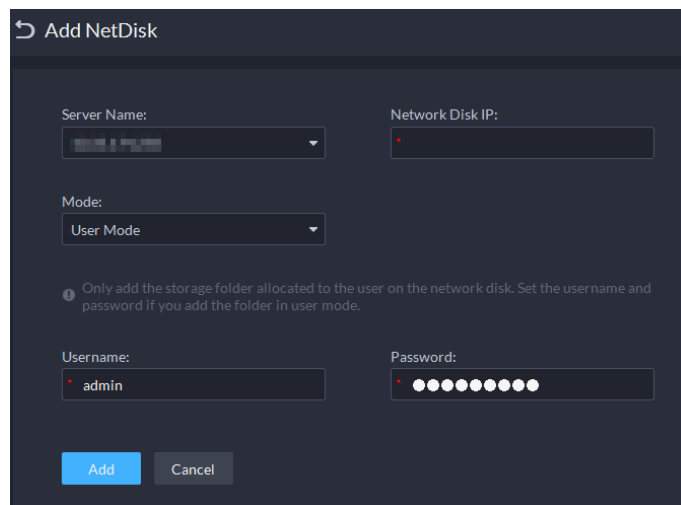 Add NetDisk
Server Name:
Network Disk IP:
*
Mode:
User Mode
Only add the storage folder allocated to the user on the network disk. Set the username and
password if you add the folder in user mode.
Username:
Password:
* admin
* ●●●●●●●●●
Add
Cancel